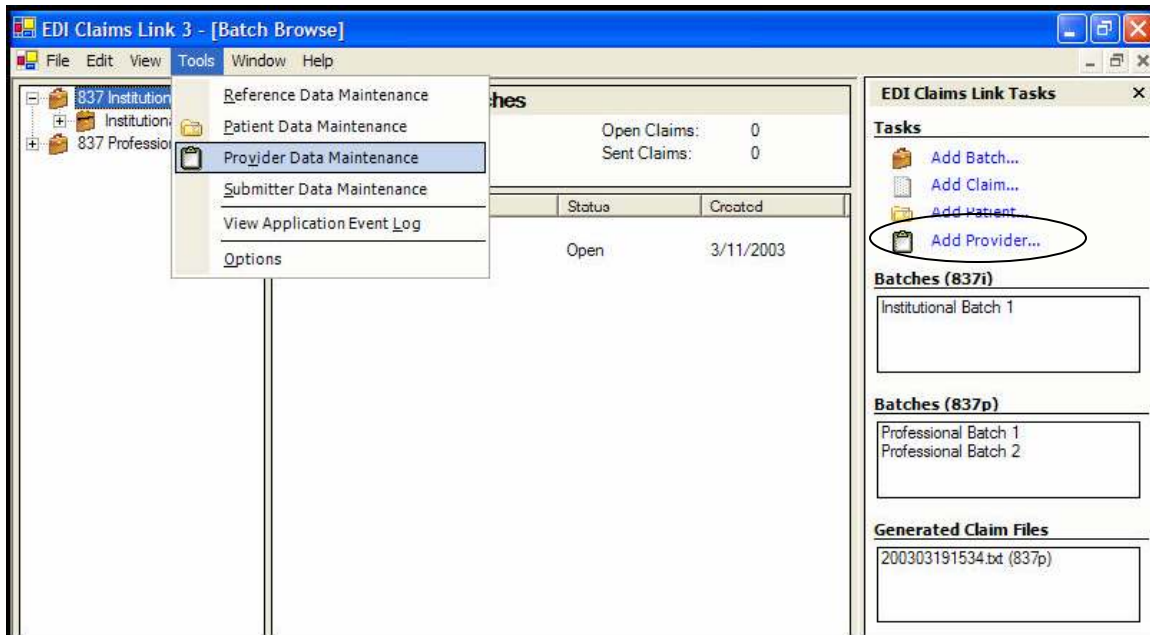 EDI Claims Link 3 - [Batch Browse]
File Edit View Tools Window Help
837 Institution
Institution
837 Profession
Reference Data Maintenance
Patient Data Maintenance
Provider Data Maintenance
Submitter Data Maintenance
View Application Event Log
Options
hes
Open Claims: 0
Sent Claims: 0
Status Created
Open 3/11/2003
EDI Claims Link Tasks
Tasks
Add Batch...
Add Claim...
Add Patient...
Add Provider...
Batches (837i)
Institutional Batch 1
Batches (837p)
Professional Batch 1
Professional Batch 2
Generated Claim Files
200303191534.txt (837p)